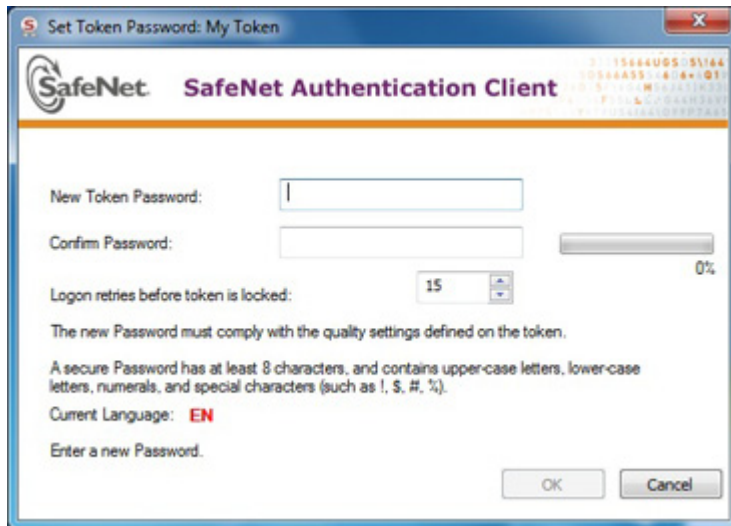 Set Token Password: My Token
SafeNet.
SafeNet Authentication Client
New Token Password:
Confirm Password:
0%
Logon retries before token is locked:
15
The new Password must comply with the quality settings defined on the token.
A secure Password has at least 8 characters, and contains upper-case letters, lower-case
letters, numerals, and special characters (such as !, $, #, %).
Current Language: EN
Enter a new Password.
OK
Cancel